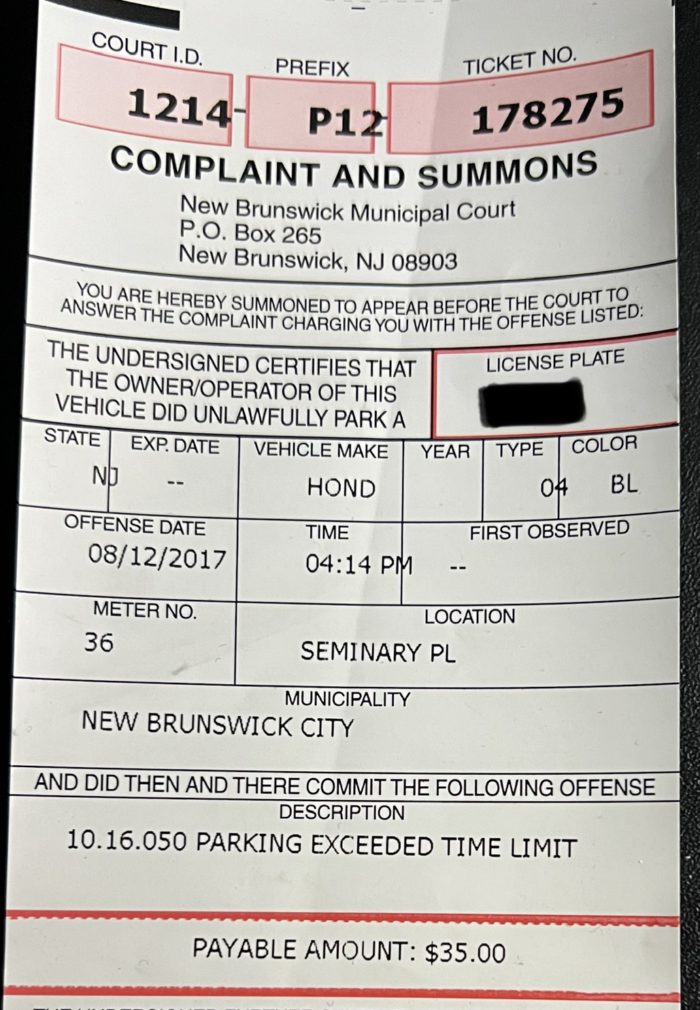 COURT I.D. PREFIX TICKET NO.
1214- P12 178275
COMPLAINT AND SUMMONS
New Brunswick Municipal Court
P.O. Box 265
New Brunswick, NJ 08903
YOU ARE HEREBY SUMMONED TO APPEAR BEFORE THE COURT TO
ANSWER THE COMPLAINT CHARGING YOU WITH THE OFFENSE LISTED:
THE UNDERSIGNED CERTIFIES THAT
THE OWNER/OPERATOR OF THIS
VEHICLE DID UNLAWFULLY PARK A
LICENSE PLATE
STATE EXP. DATE VEHICLE MAKE YEAR TYPE COLOR
NJ -- HOND 04 BL
OFFENSE DATE TIME FIRST OBSERVED
08/12/2017 04:14 PM --
METER NO. LOCATION
36 SEMINARY PL
MUNICIPALITY
NEW BRUNSWICK CITY
AND DID THEN AND THERE COMMIT THE FOLLOWING OFFENSE
DESCRIPTION
10.16.050 PARKING EXCEEDED TIME LIMIT
PAYABLE AMOUNT: $35.00